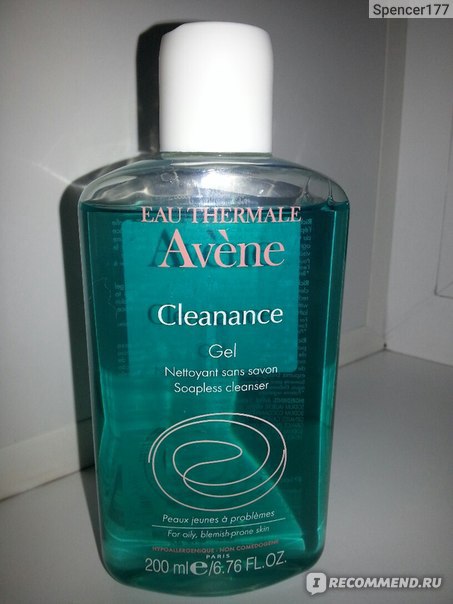 Spencer177
EAU THERMALE
Avène
Cleanance
Gel
Nettoyant sans savon
Soapless cleanser
Peaux jeunes à problèmes
For oily, blemish-prone skin
HYPOALLERGENIQUE - NON COMEDOGENE
PARIS
200 ml e/6.76 FL.OZ.
IRECOMMEND.RU